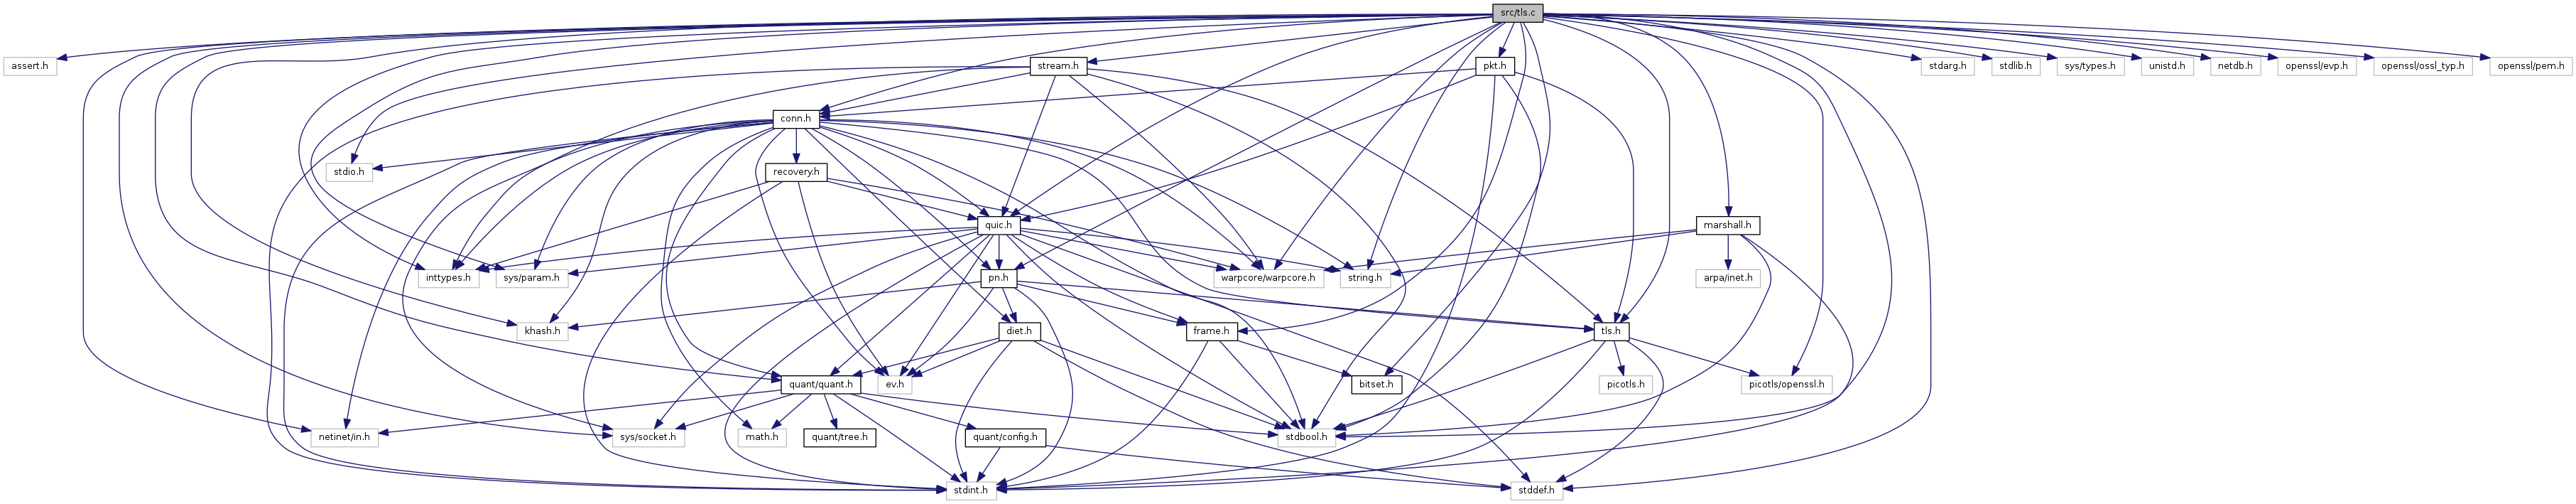 src/tls.c
assert.h
stream.h
pkt.h
stdarg.h
stdlib.h
sys/types.h
unistd.h
netdb.h
openssl/evp.h
openssl/ossl_typ.h
openssl/pem.h
conn.h
stdio.h
recovery.h
quic.h
marshall.h
inttypes.h
sys/param.h
pn.h
warpcore/warpcore.h
string.h
arpa/inet.h
khash.h
diet.h
frame.h
tls.h
quant/quant.h
ev.h
bitset.h
picotls.h
picotls/openssl.h
netinet/in.h
sys/socket.h
math.h
quant/tree.h
quant/config.h
stdbool.h
stdint.h
stddef.h